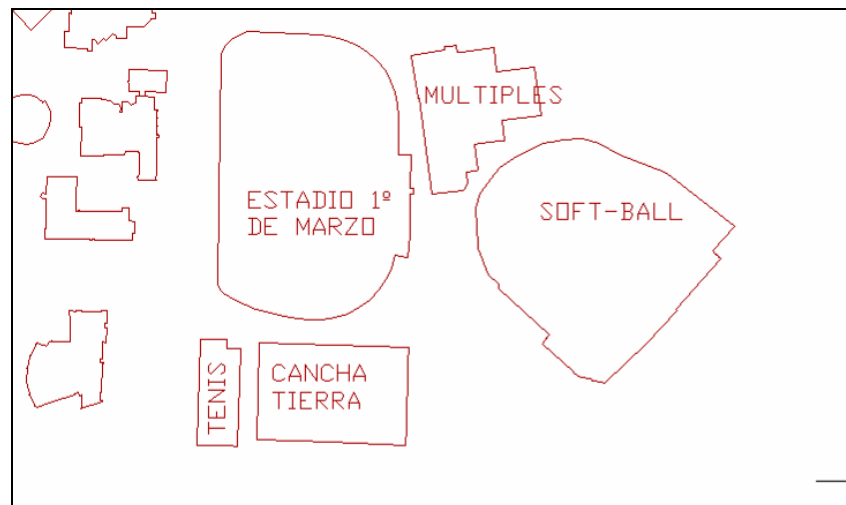 MULTIPLES
ESTADIO 1º
DE MARZO
SOFT-BALL
TENIS
CANCHA
TIERRA